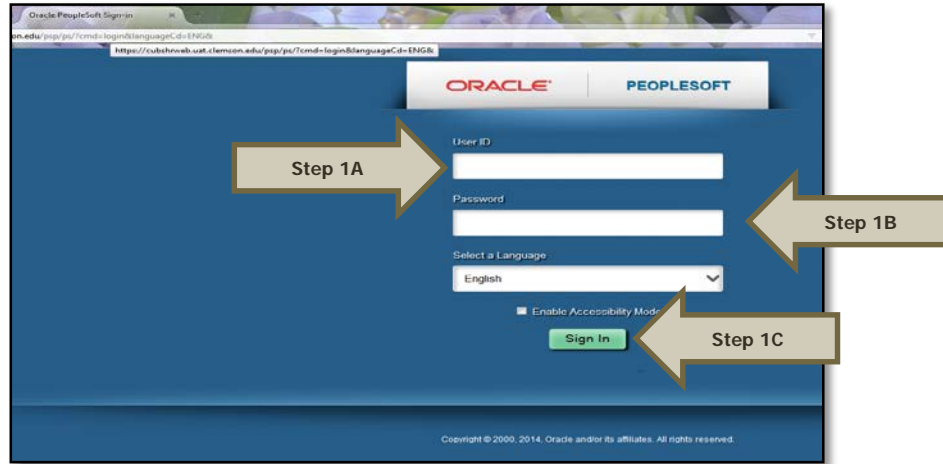 Oracle PeopleSoft Sign-in
on.edu/psp/ps/?cmd=login&languageCd=ENG&
https://cubshrweb.uat.clemson.edu/psp/ps/?cmd=login&languageCd=ENG&
ORACLE PEOPLESOFT
User ID
Step 1A
Password
Step 1B
Select a Language
English
Enable Accessibility Mode
Sign In
Step 1C
Copyright © 2000, 2014, Oracle and/or its affiliates. All rights reserved.